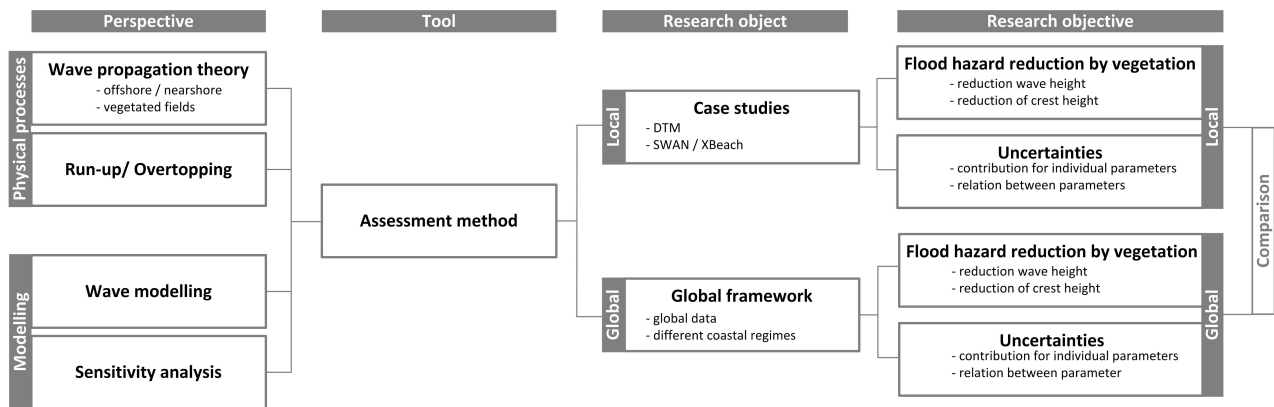 Perspective
Tool
Research object
Research objective
Physical processes
Wave propagation theory
- offshore / nearshore
- vegetated fields
Run-up/ Overtopping
Modelling
Wave modelling
Sensitivity analysis
Assessment method
Local
Case studies
- DTM
- SWAN / XBeach
Global
Global framework
- global data
- different coastal regimes
Flood hazard reduction by vegetation
- reduction wave height
- reduction of crest height
Uncertainties
- contribution for individual parameters
- relation between parameters
Local
Flood hazard reduction by vegetation
- reduction wave height
- reduction of crest height
Uncertainties
- contribution for individual parameters
- relation between parameter
Global
Comparison